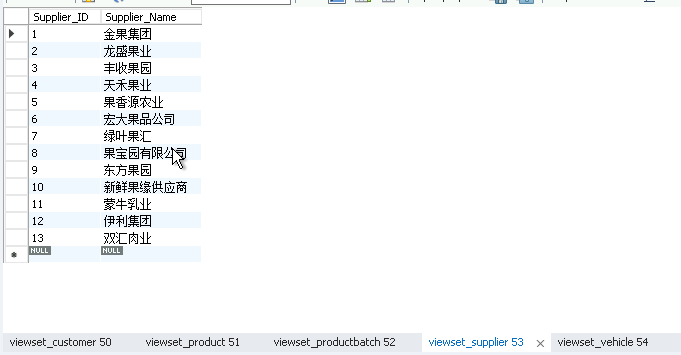 Supplier_ID Supplier_Name
1 金果集团
2 龙盛果业
3 丰收果园
4 天禾果业
5 果香源农业
6 宏大果品公司
7 绿叶果汇
8 果宝园有限公司
9 东方果园
10 新鲜果缘供应商
11 蒙牛乳业
12 伊利集团
13 双汇肉业
NULL NULL
viewset_customer 50 viewset_product 51 viewset_productbatch 52 viewset_supplier 53 viewset_vehicle 54